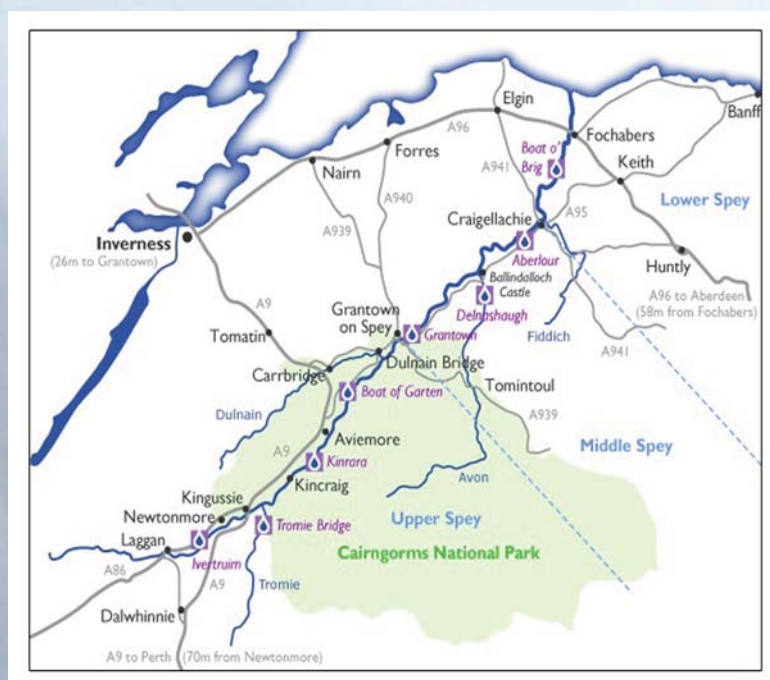 Elgin
Banff
Fochabers
A96
Boat o'
Brig
Forres
A941
Keith
Nairn
A940
Lower Spey
Craigellachie
A95
A939
Inverness
(26m to Grantown)
Aberlour
Huntly
Ballindalloch
Castle
A96 to Aberdeen
(58m from Fochabers)
A9
Delnashaugh
Grantown
on Spey
Grantown
Fiddich
Tomatin
A941
Dulnain Bridge
Carrbridge
Tomintoul
Boat of Garten
Dulnain
A939
Aviemore
Middle Spey
A9
Kinrara
Avon
Kincraig
Kingussie
Upper Spey
Newtonmore
Tromie Bridge
Laggan
Cairngorms National Park
Ivertruim
A86
A9
Tromie
Dalwhinnie
A9 to Perth (70m from Newtonmore)